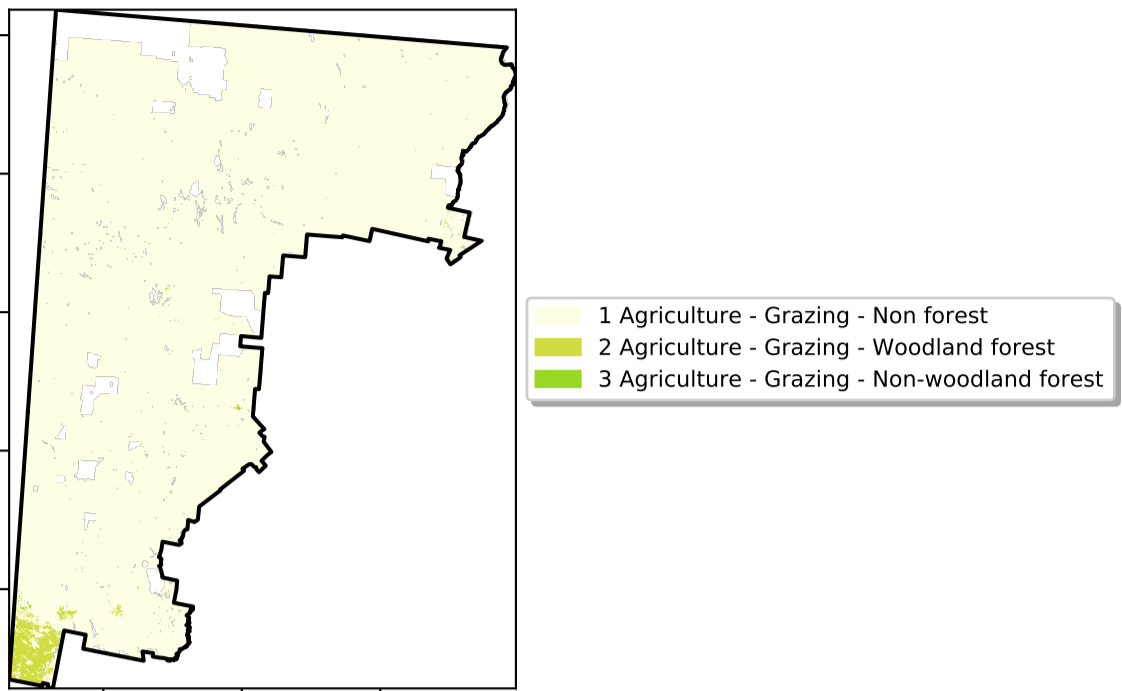 1 Agriculture - Grazing - Non forest
2 Agriculture - Grazing - Woodland forest
3 Agriculture - Grazing - Non-woodland forest